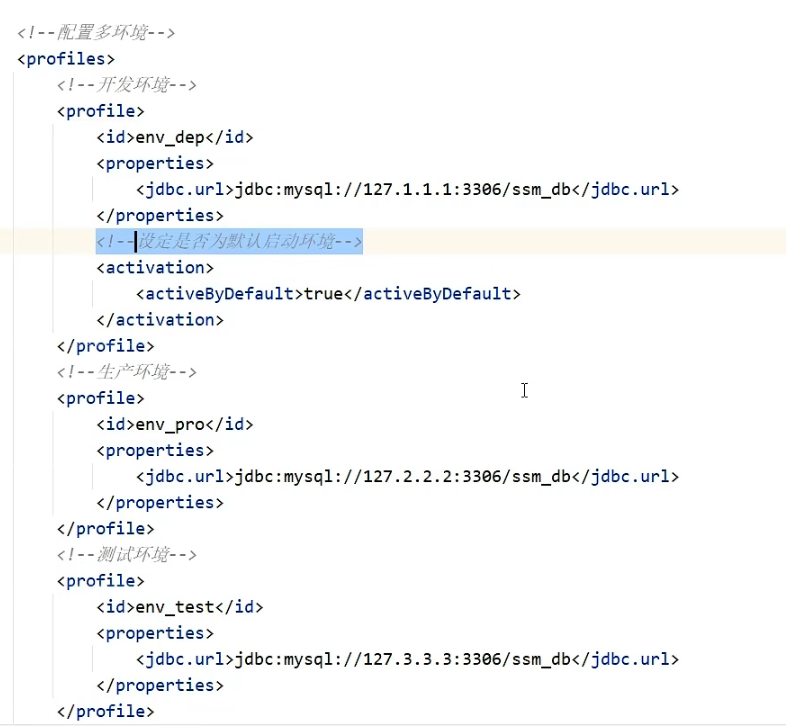 <!--配置多环境-->
<profiles>
<!--开发环境-->
<profile>
<id>env_dep</id>
<properties>
<jdbc.url>jdbc:mysql://127.1.1.1:3306/ssm_db</jdbc.url>
</properties>
<!--设定是否为默认启动环境-->
<activation>
<activeByDefault>true</activeByDefault>
</activation>
</profile>
<!--生产环境-->
<profile>
<id>env_pro</id>
<properties>
<jdbc.url>jdbc:mysql://127.2.2.2:3306/ssm_db</jdbc.url>
</properties>
</profile>
<!--测试环境-->
<profile>
<id>env_test</id>
<properties>
<jdbc.url>jdbc:mysql://127.3.3.3:3306/ssm_db</jdbc.url>
</properties>
</profile>